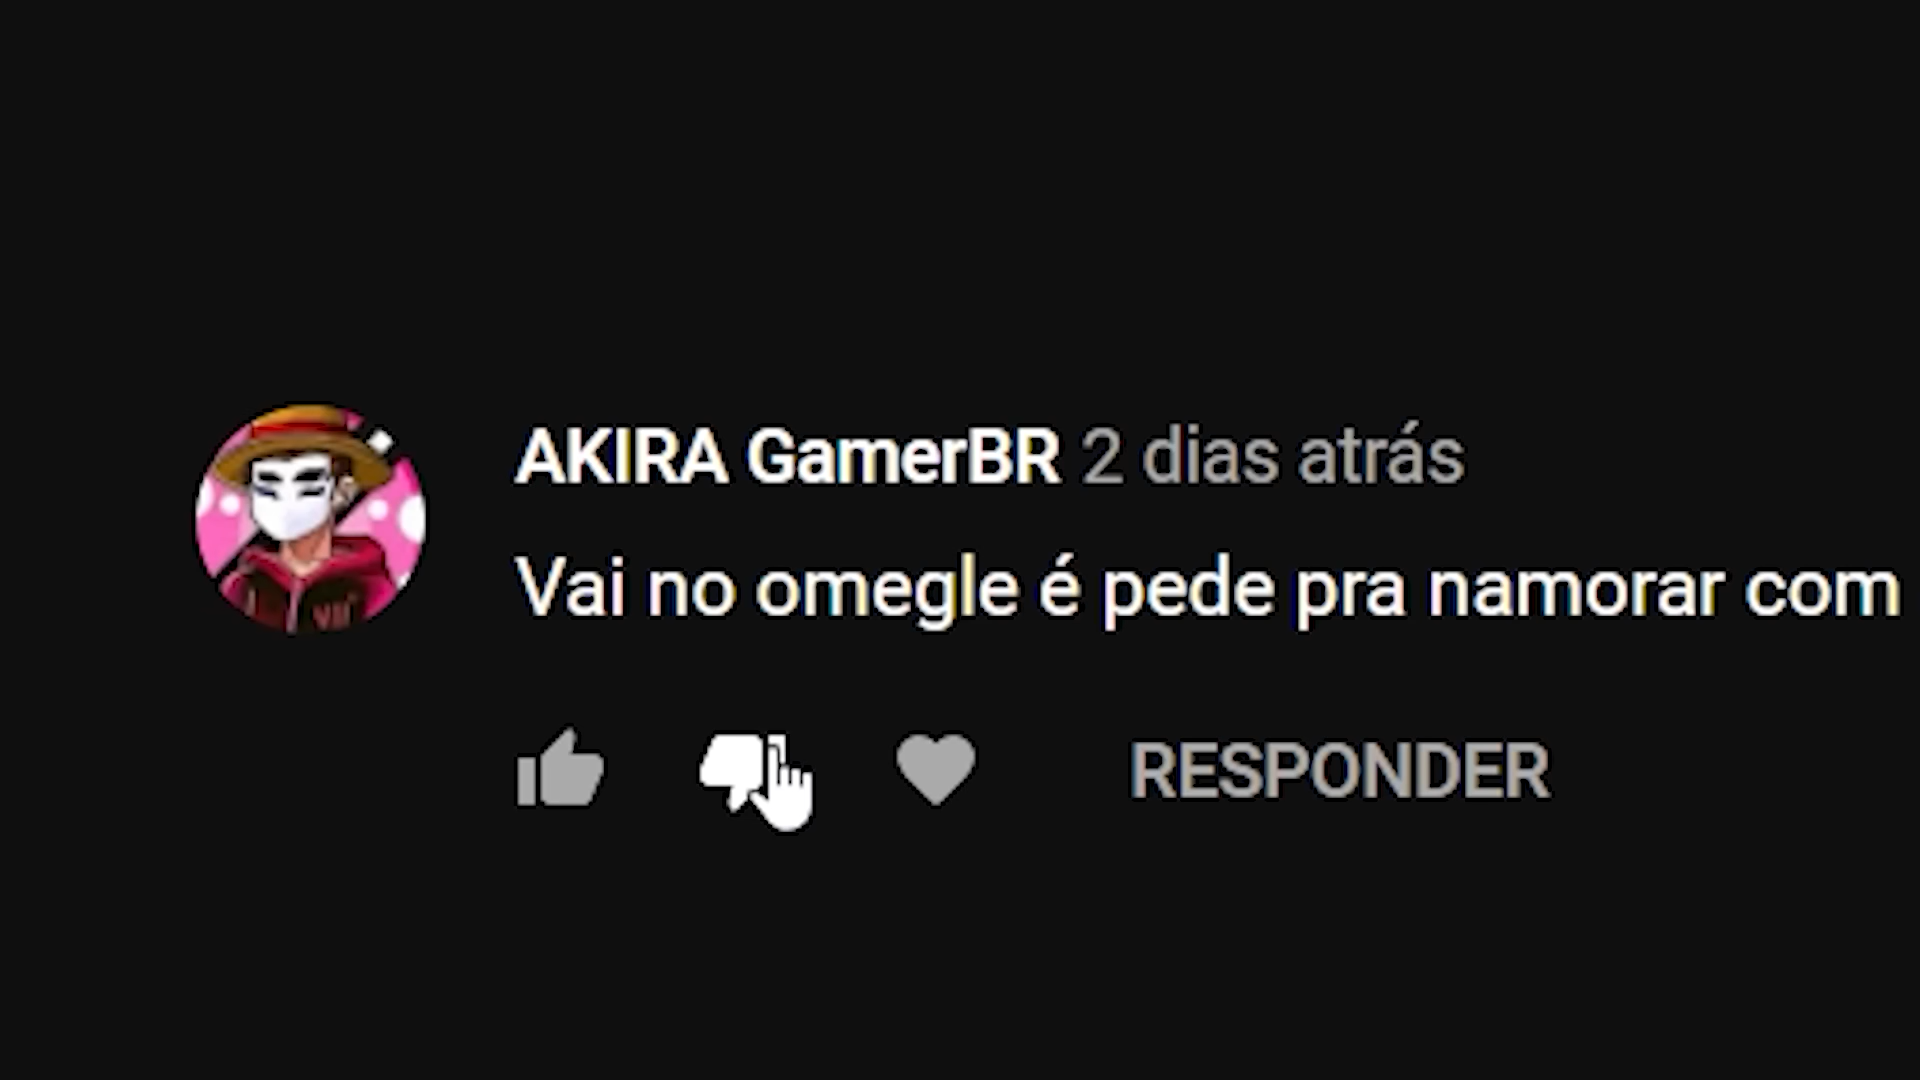 AKIRA GamerBR 2 dias atrás
Vai no omegle é pede pra namorar com
RESPONDER